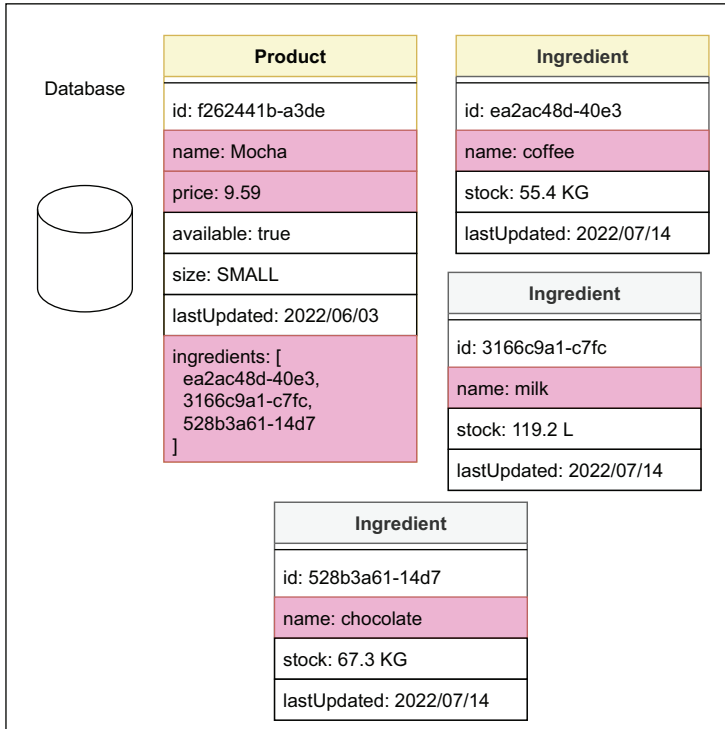 Database
Product
id: f262441b-a3de
name: Mocha
price: 9.59
available: true
size: SMALL
lastUpdated: 2022/06/03
ingredients: [
ea2ac48d-40e3,
3166c9a1-c7fc,
528b3a61-14d7
]
Ingredient
id: ea2ac48d-40e3
name: coffee
stock: 55.4 KG
lastUpdated: 2022/07/14
Ingredient
id: 3166c9a1-c7fc
name: milk
stock: 119.2 L
lastUpdated: 2022/07/14
Ingredient
id: 528b3a61-14d7
name: chocolate
stock: 67.3 KG
lastUpdated: 2022/07/14